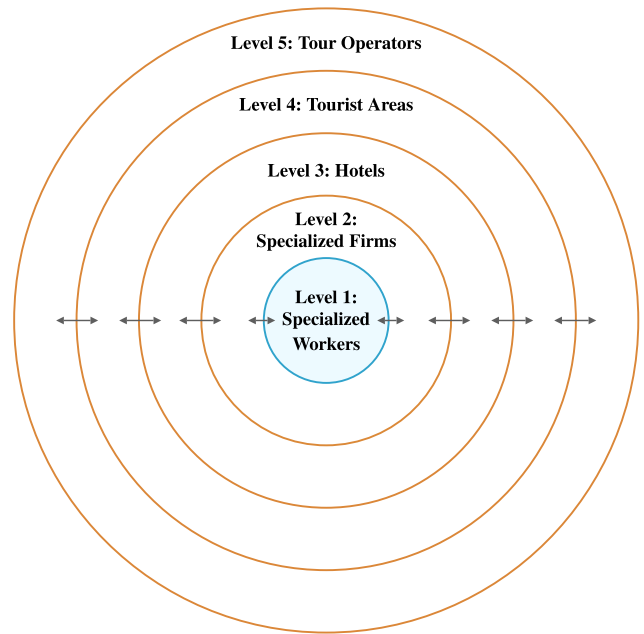 Level 5: Tour Operators
Level 4: Tourist Areas
Level 3: Hotels
Level 2:
Specialized Firms
Level 1:
Specialized
Workers